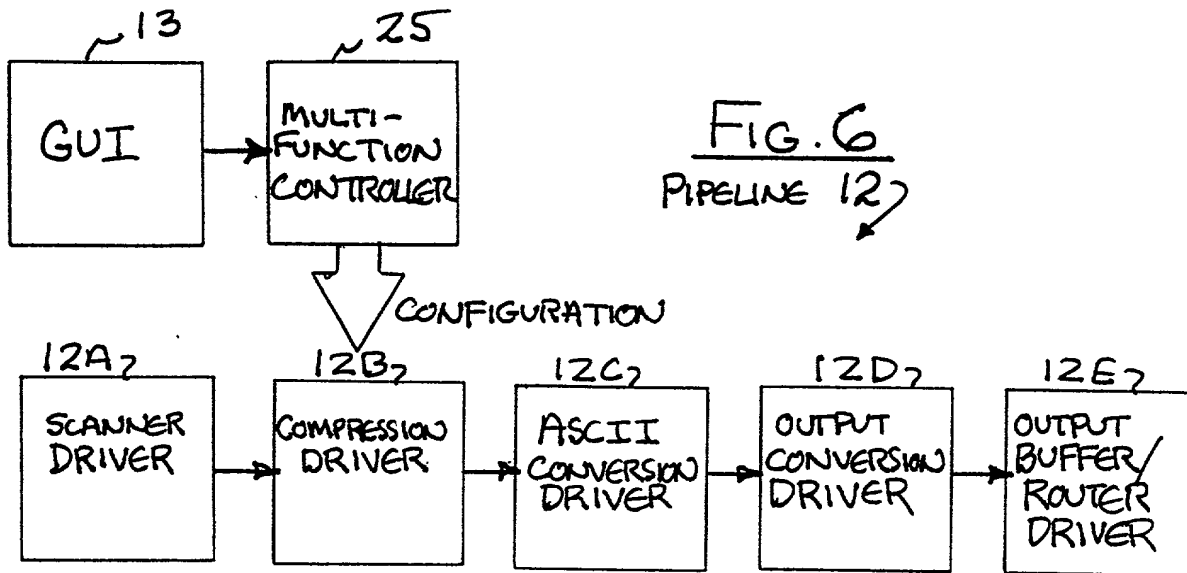 13
25
GUI
MULTI-
FUNCTION
CONTROLLER
FIG. 6
PIPELINE 12
CONFIGURATION
12A
12B
12C
12D
12E
SCANNER
DRIVER
COMPRESSION
DRIVER
ASCII
CONVERSION
DRIVER
OUTPUT
CONVERSION
DRIVER
OUTPUT
BUFFER/
ROUTER
DRIVER